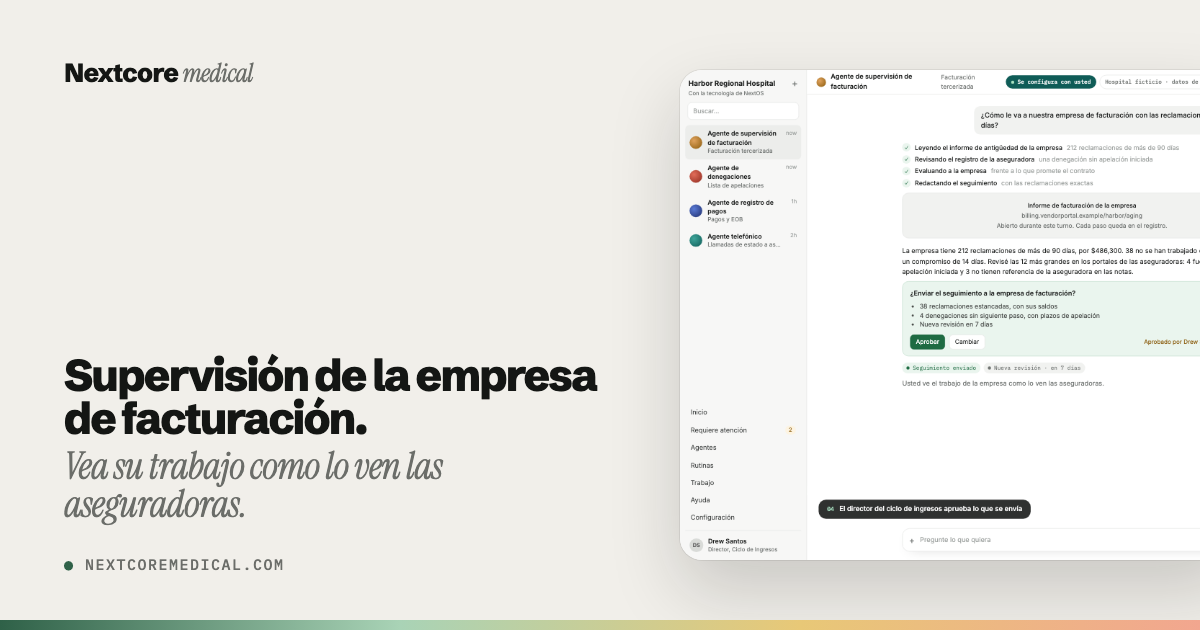 Nextcore medical
Supervisión de la empresa
de facturación.
Vea su trabajo como lo ven las
aseguradoras.
NEXTCOREMEDICAL.COM
Harbor Regional Hospital +
Con la tecnología de NextOS
Buscar...
Agente de supervisión
de facturación
now
Facturación tercerizada
Agente de
denegaciones
now
Lista de apelaciones
Agente de registro de
pagos
1h
Pagos y EOB
Agente telefónico
2h
Llamadas de estado a as...
Inicio
Requiere atención 2
Agentes
Rutinas
Trabajo
Ayuda
Configuración
DS
Drew Santos
Director, Ciclo de Ingresos
Agente de supervisión de
facturación
Facturación
tercerizada
Se configura con usted
Hospital ficticio · datos de
¿Cómo le va a nuestra empresa de facturación con las
días?
✓ Leyendo el informe de antigüedad de la empresa 212 reclamaciones de más de 90 días
✓ Revisando el registro de la aseguradora una denegación sin apelación iniciada
✓ Evaluando a la empresa frente a lo que promete el contrato
✓ Redactando el seguimiento con las reclamaciones exactas
Informe de facturación de la empresa
billing.vendorportal.example/harbor/aging
Abierto durante este turno. Cada paso queda en el registro.
La empresa tiene 212 reclamaciones de más de 90 días, por $486,300. 38 no se han trabajado
un compromiso de 14 días. Revisé las 12 más grandes en los portales de las aseguradoras: 4
apelación iniciada y 3 no tienen referencia de la aseguradora en las notas.
¿Enviar el seguimiento a la empresa de facturación?
• 38 reclamaciones estancadas, con sus saldos
• 4 denegaciones sin siguiente paso, con plazos de apelación
• Nueva revisión en 7 días
Aprobar Cambiar Aprobado por Drew
Seguimiento enviado Nueva revisión · en 7 días
Usted ve el trabajo de la empresa como lo ven las aseguradoras.
04 El director del ciclo de ingresos aprueba lo que se envía
+ Pregunte lo que quiera